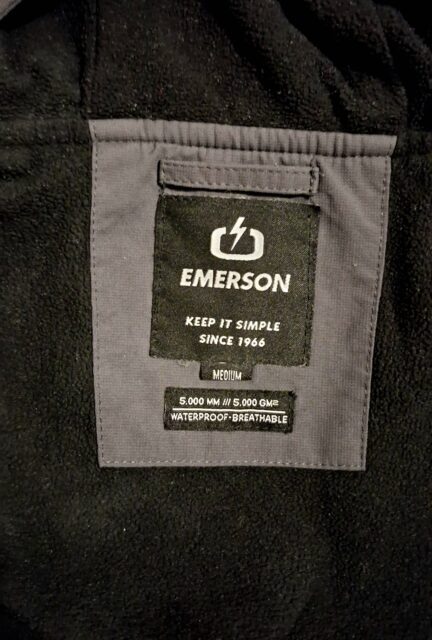 EMERSON
KEEP IT SIMPLE
SINCE 1966
MEDIUM
5.000 MM /// 5.000 GM²
WATERPROOF-BREATHABLE